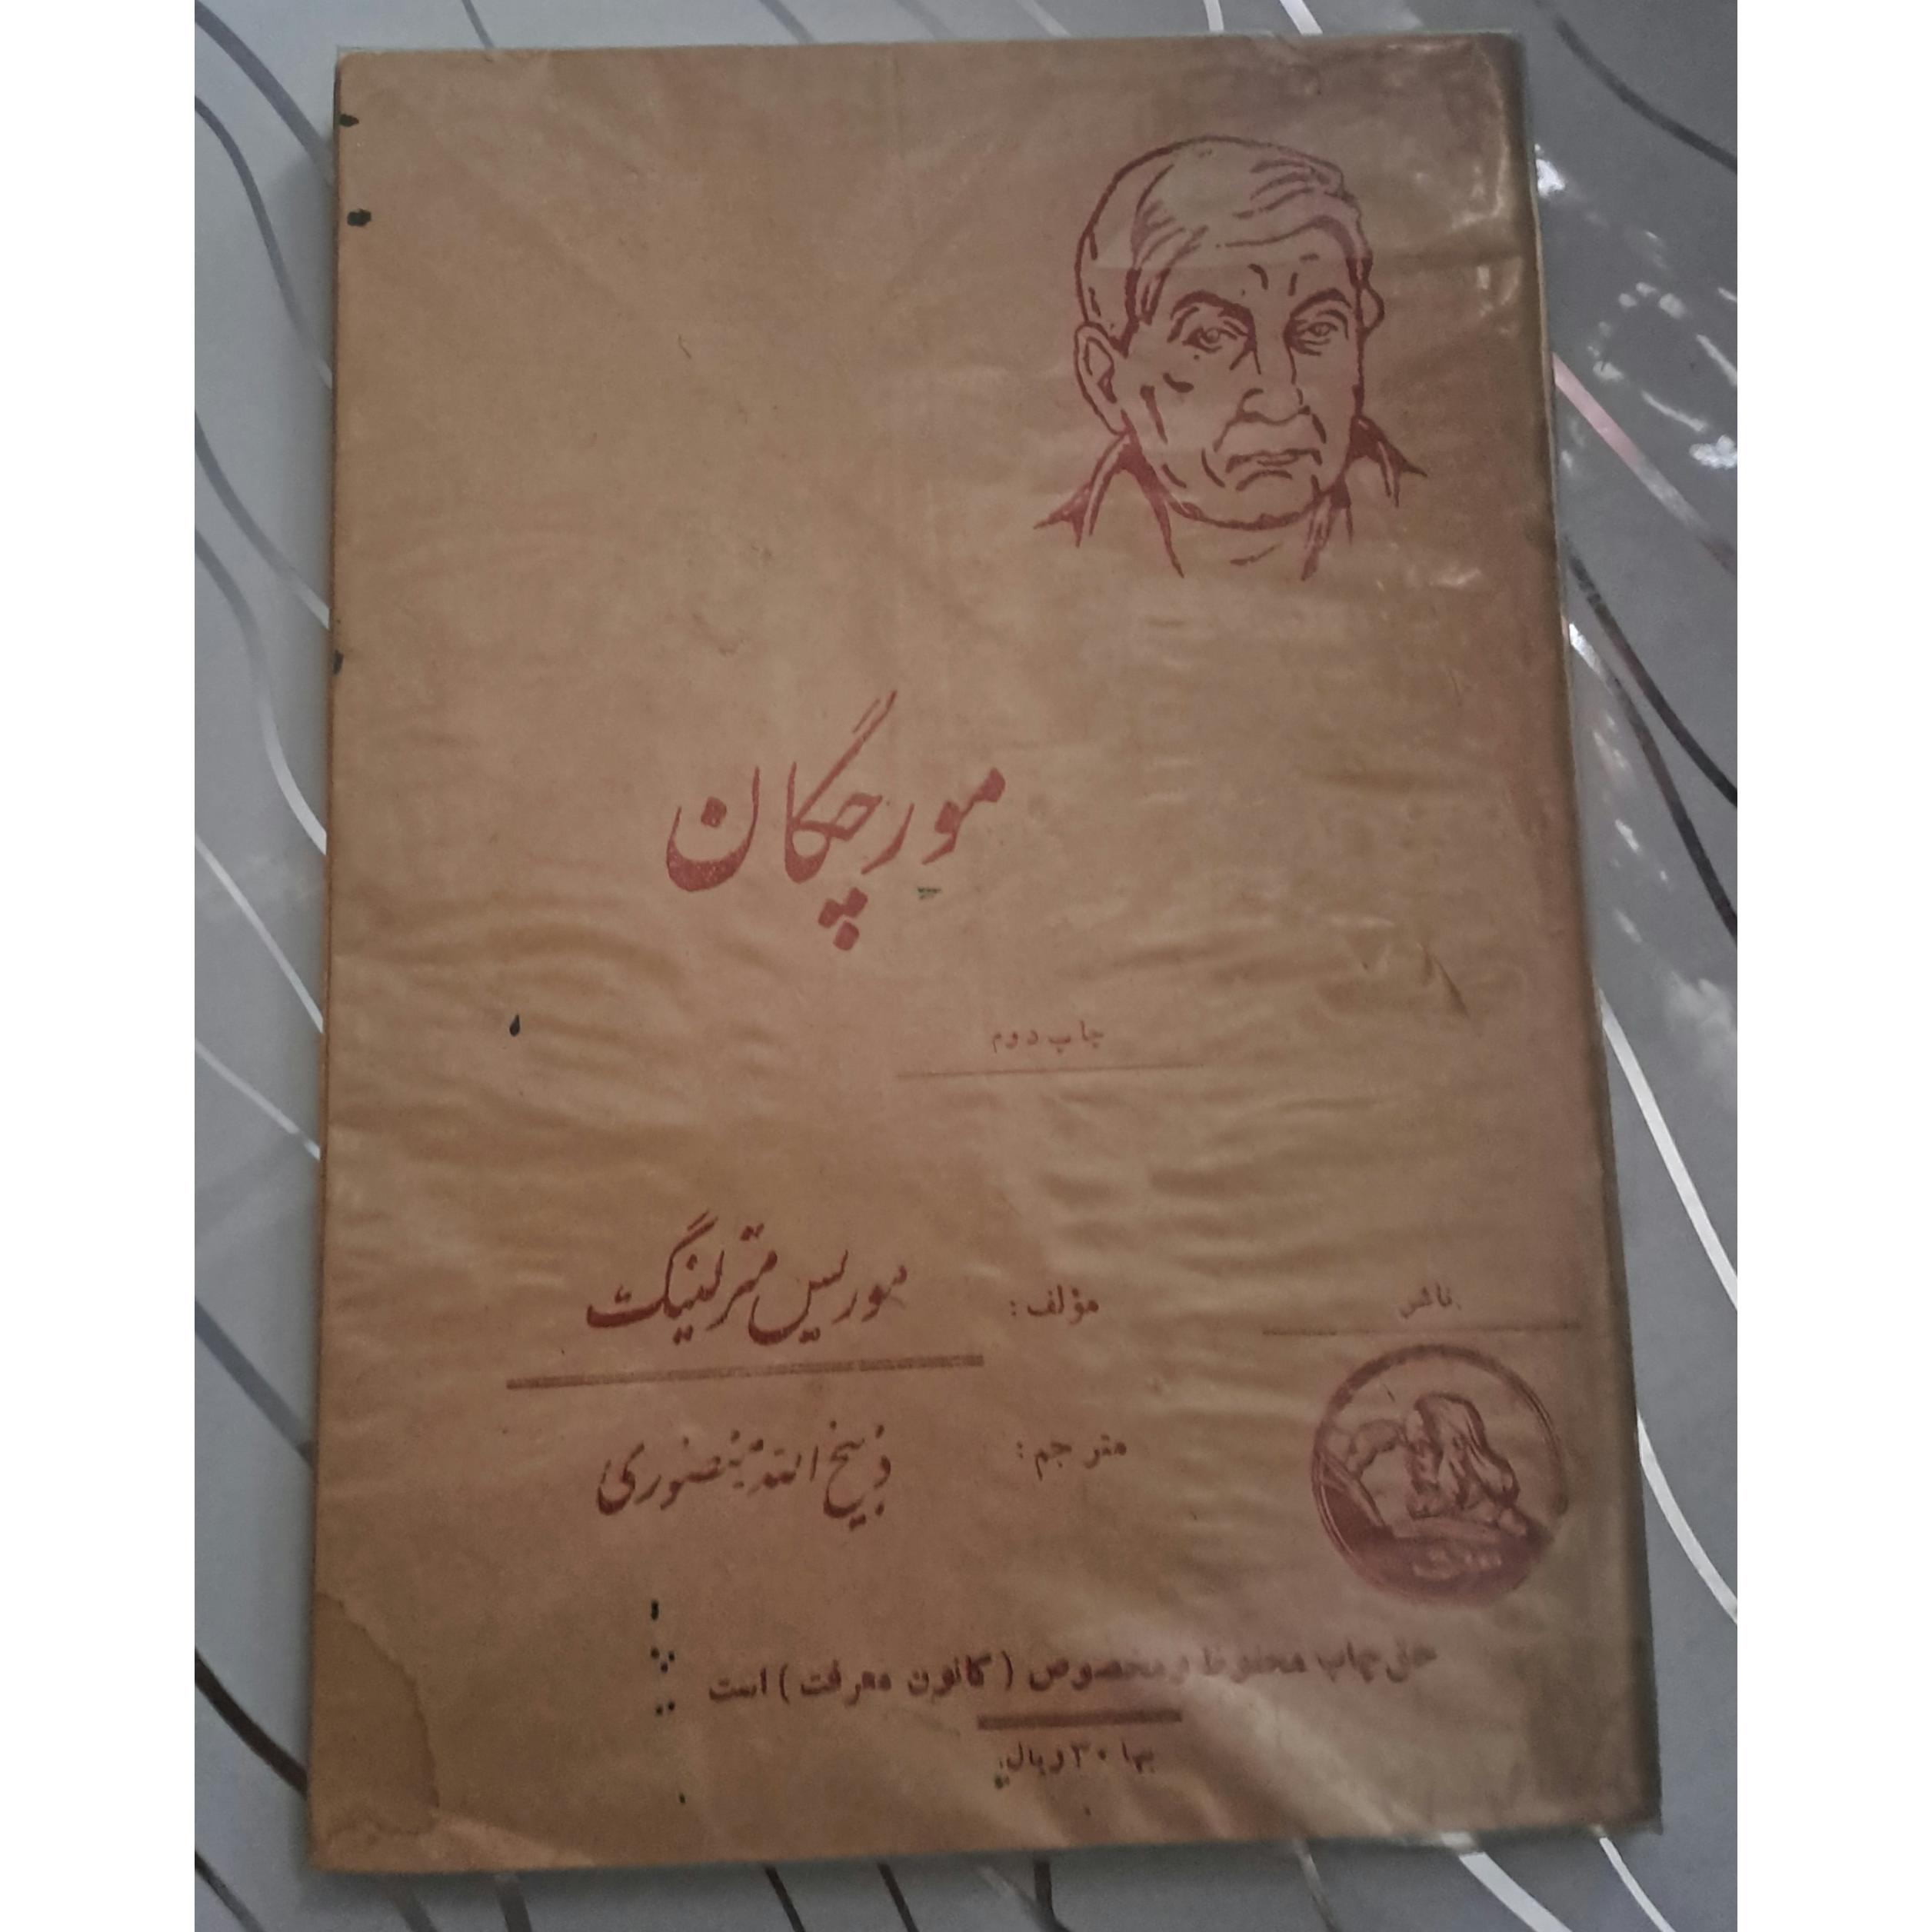 مورچگان
چاپ دوم
مؤلف: موریس مترلینگ
ناشر
مترجم: ذبیح الله منصوری
حق چاپ محفوظ و مخصوص (کانون معرفت) است
بها ۳۰ ریال